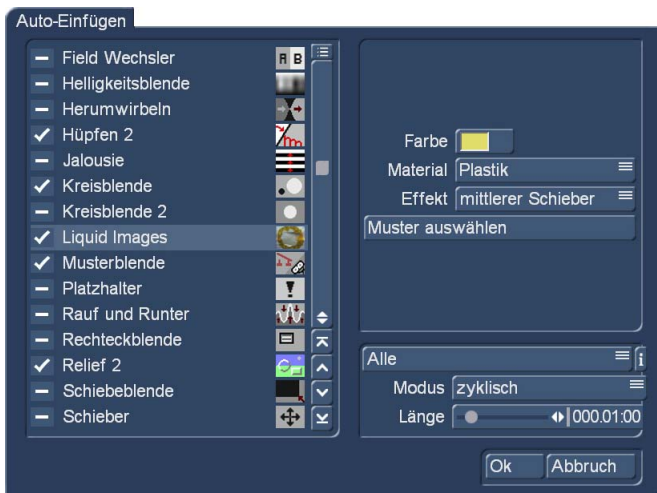 Auto-Einfügen
Field Wechsler
A B
Helligkeitsblende
Herumwirbeln
Hüpfen 2
Jalousie
Kreisblende
Kreisblende 2
Liquid Images
Musterblende
Platzhalter
Rauf und Runter
Rechteckblende
Relief 2
Schiebeblende
Schieber
Farbe
Material Plastik
Effekt mittlerer Schieber
Muster auswählen
Alle
i
Modus zyklisch
Länge 000.01:00
Ok Abbruch